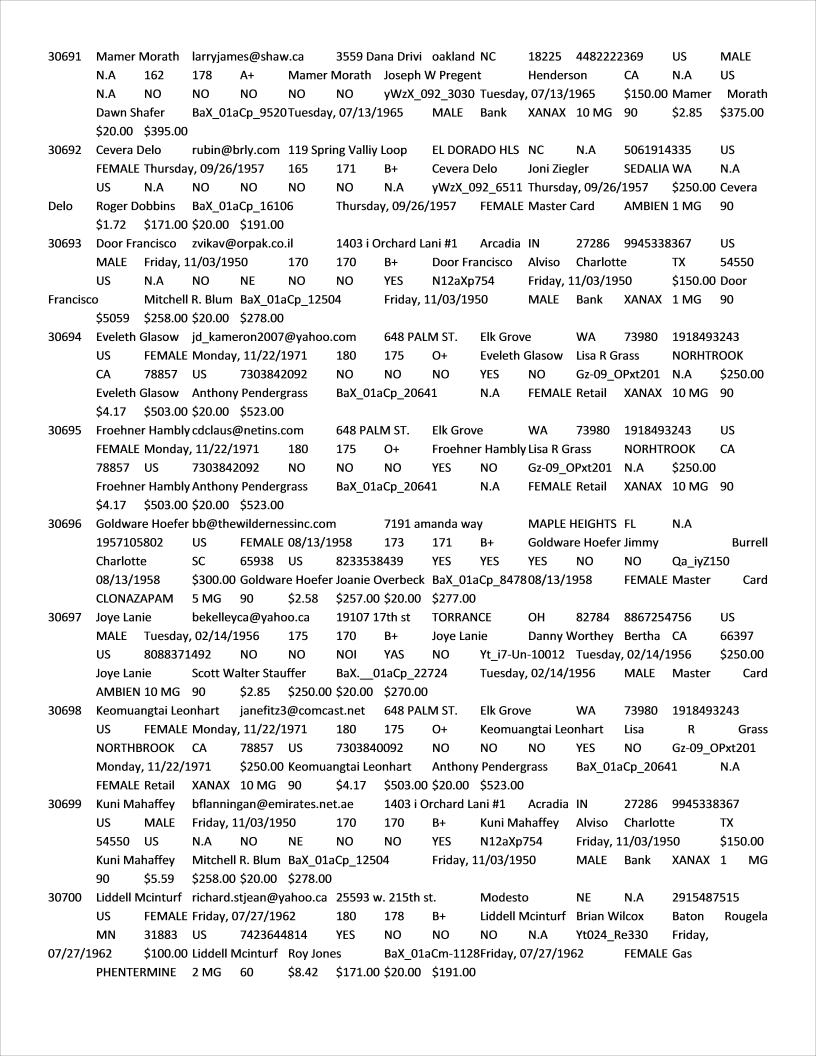 30691 Mamer Morath larryjames@shaw.ca 3559 Dana Drivi oakland NC 18225 4482222369 US MALE
N.A 162 178 A+ Mamer Morath Joseph W Pregent Henderson CA N.A US
N.A NO NO NO NO NO yWzX_092_3030 Tuesday, 07/13/1965 $150.00 Mamer Morath
Dawn Shafer BaX_01aCp_9520Tuesday, 07/13/1965 MALE Bank XANAX 10 MG 90 $2.85 $375.00
$20.00 $395.00
30692 Cevera Delo rubin@brly.com 119 Spring Valliy Loop EL DORADO HLS NC N.A 5061914335 US
FEMALE Thursday, 09/26/1957 165 171 B+ Cevera Delo Joni Ziegler SEDALIA WA N.A
US N.A NO NO NO NO N.A yWzX_092_6511 Thursday, 09/26/1957 $250.00 Cevera
Delo Roger Dobbins BaX_01aCp_16106 Thursday, 09/26/1957 FEMALE Master Card AMBIEN 1 MG 90
$1.72 $171.00 $20.00 $191.00
30693 Door Francisco zvikav@orpak.co.il 1403 i Orchard Lani #1 Arcadia IN 27286 9945338367 US
MALE Friday, 11/03/1950 170 170 B+ Door Francisco Alviso Charlotte TX 54550
US N.A NO NE NO NO YES N12aXp754 Friday, 11/03/1950 $150.00 Door
Francisco Mitchell R. Blum BaX_01aCp_12504 Friday, 11/03/1950 MALE Bank XANAX 1 MG 90
$5059 $258.00 $20.00 $278.00
30694 Eveleth Glasow jd_kameron2007@yahoo.com 648 PALM ST. Elk Grove WA 73980 1918493243
US FEMALE Monday, 11/22/1971 180 175 O+ Eveleth Glasow Lisa R Grass NORHTROOK
CA 78857 US 7303842092 NO NO NO YES NO Gz-09_OPxt201 N.A $250.00
Eveleth Glasow Anthony Pendergrass BaX_01aCp_20641 N.A FEMALE Retail XANAX 10 MG 90
$4.17 $503.00 $20.00 $523.00
30695 Froehner Hambly cdclaus@netins.com 648 PALM ST. Elk Grove WA 73980 1918493243 US
FEMALE Monday, 11/22/1971 180 175 O+ Froehner Hambly Lisa R Grass NORHTROOK CA
78857 US 7303842092 NO NO NO YES NO Gz-09_OPxt201 N.A $250.00
Froehner Hambly Anthony Pendergrass BaX_01aCp_20641 N.A FEMALE Retail XANAX 10 MG 90
$4.17 $503.00 $20.00 $523.00
30696 Goldware Hoefer bb@thewildernessinc.com 7191 amanda way MAPLE HEIGHTS FL N.A
1957105802 US FEMALE 08/13/1958 173 171 B+ Goldware Hoefer Jimmy Burrell
Charlotte SC 65938 US 8233538439 YES YES YES NO NO Qa_iyZ150
08/13/1958 $300.00 Goldware Hoefer Joanie Overbeck BaX_01aCp_847808/13/1958 FEMALE Master Card
CLONAZAPAM 5 MG 90 $2.58 $257.00 $20.00 $277.00
30697 Joye Lanie bekelleyca@yahoo.ca 19107 17th st TORRANCE OH 82784 8867254756 US
MALE Tuesday, 02/14/1956 175 170 B+ Joye Lanie Danny Worthey Bertha CA 66397
US 8088371492 NO NO NOI YAS NO Yt_i7-Un-10012 Tuesday, 02/14/1956 $250.00
Joye Lanie Scott Walter Stauffer BaX.__01aCp_22724 Tuesday, 02/14/1956 MALE Master Card
AMBIEN 10 MG 90 $2.85 $250.00 $20.00 $270.00
30698 Keomuangtai Leonhart janefitz3@comcast.net 648 PALM ST. Elk Grove WA 73980 1918493243
US FEMALE Monday, 11/22/1971 180 175 O+ Keomuangtai Leonhart Lisa R Grass
NORTHBROOK CA 78857 US 7303840092 NO NO NO YES NO Gz-09_OPxt201
Monday, 11/22/1971 $250.00 Keomuangtai Leonhart Anthony Pendergrass BaX_01aCp_20641 N.A
FEMALE Retail XANAX 10 MG 90 $4.17 $503.00 $20.00 $523.00
30699 Kuni Mahaffey bflanningan@emirates.net.ae 1403 i Orchard Lani #1 Acradia IN 27286 9945338367
US MALE Friday, 11/03/1950 170 170 B+ Kuni Mahaffey Alviso Charlotte TX
54550 US N.A NO NE NO NO YES N12aXp754 Friday, 11/03/1950 $150.00
Kuni Mahaffey Mitchell R. Blum BaX_01aCp_12504 Friday, 11/03/1950 MALE Bank XANAX 1 MG
90 $5.59 $258.00 $20.00 $278.00
30700 Liddell Mcinturf richard.stjean@yahoo.ca 25593 w. 215th st. Modesto NE N.A 2915487515
US FEMALE Friday, 07/27/1962 180 178 B+ Liddell Mcinturf Brian Wilcox Baton Rougela
MN 31883 US 7423644814 YES NO NO NO N.A Yt024_Re330 Friday,
07/27/1962 $100.00 Liddell Mcinturf Roy Jones BaX_01aCm-1128Friday, 07/27/1962 FEMALE Gas
PHENTERMINE 2 MG 60 $8.42 $171.00 $20.00 $191.00